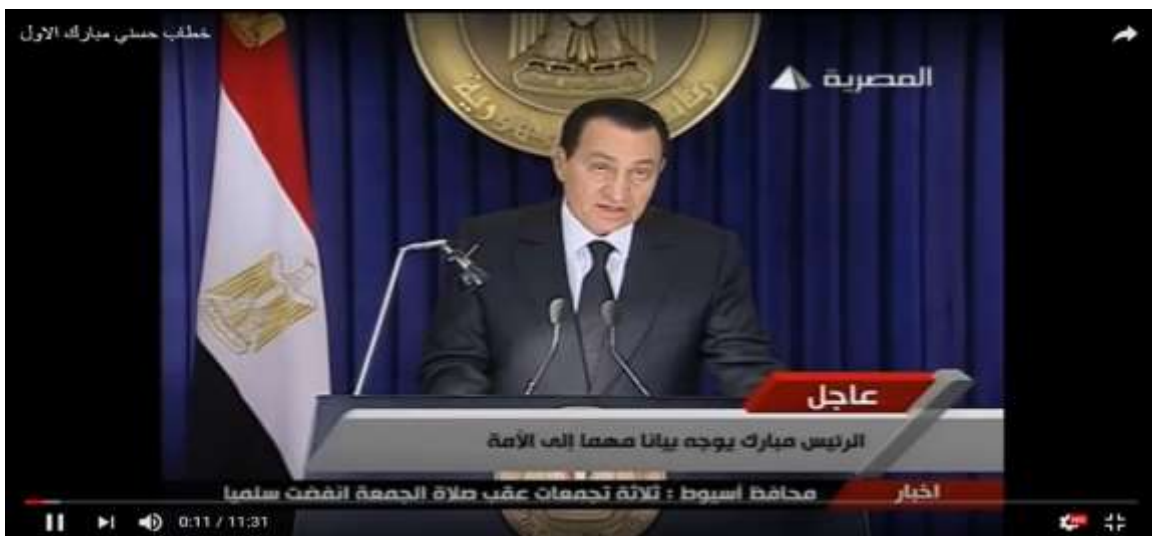 خطاب حسني مبارك الاول
المصرية
عاجل
الرئيس مبارك يوجه بيانا مهما إلى الأمة
اخبار
محافظ أسيوط : ثلاثة تجمعات عقب صلاة الجمعة انفضت سلميا
0:11 / 11:31